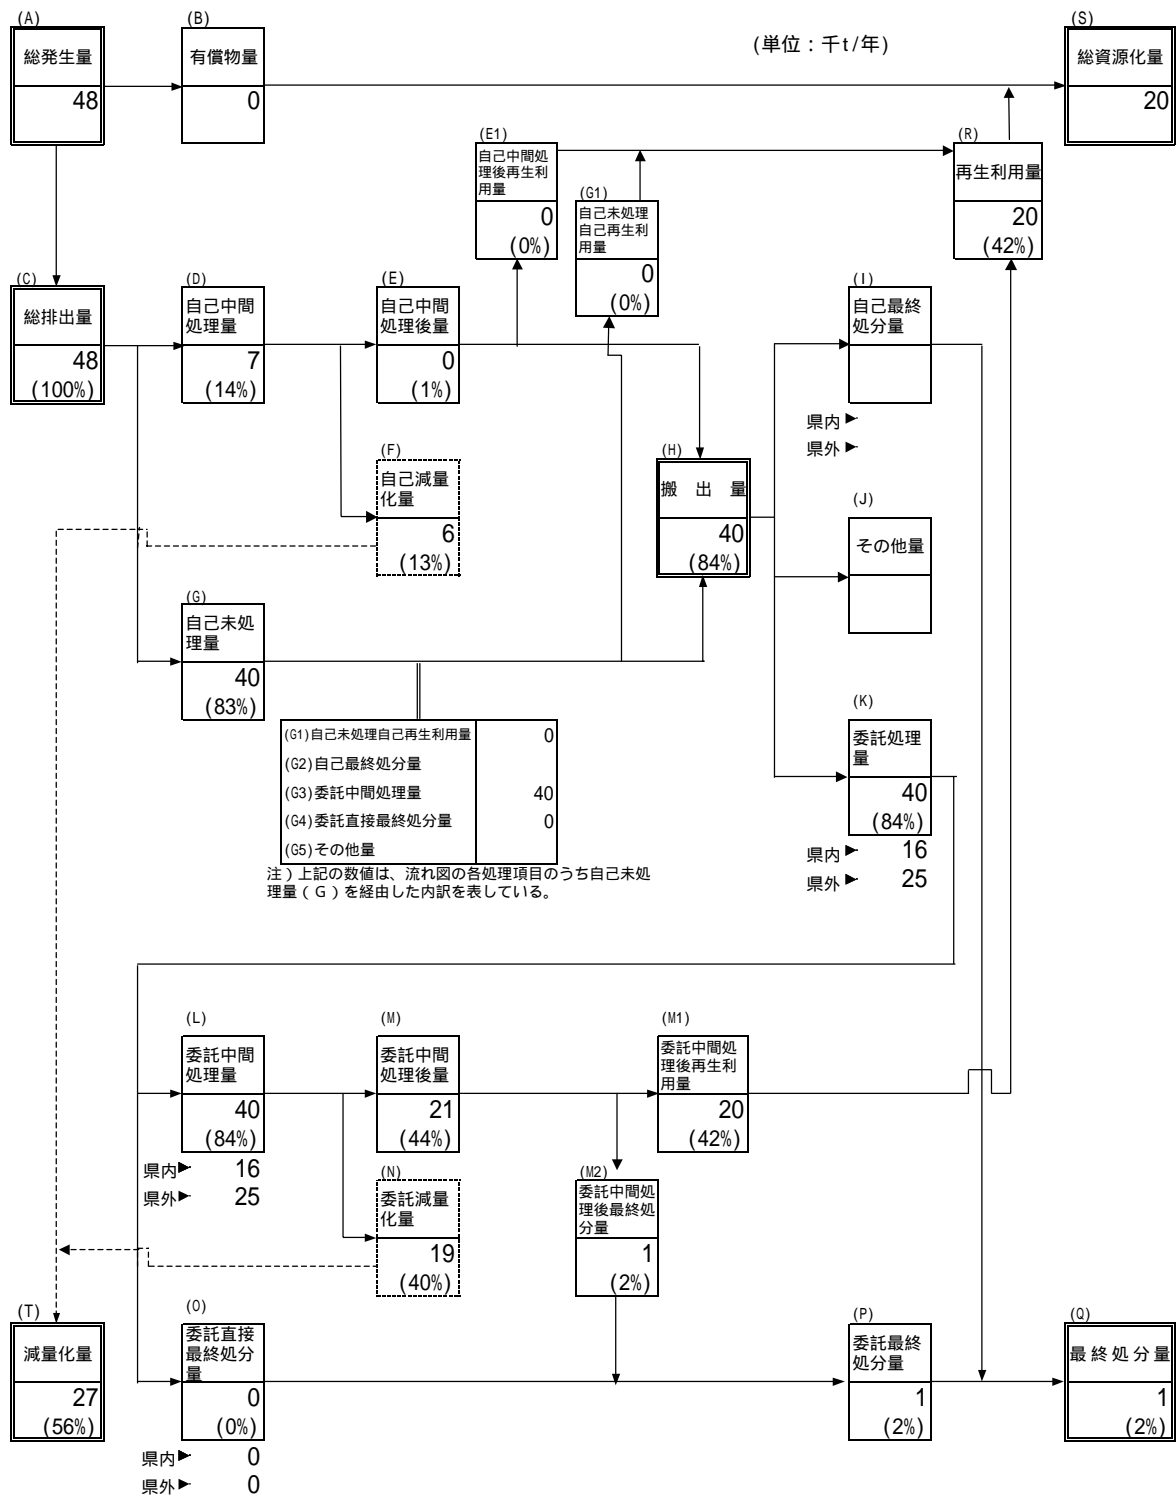 (A)
総発生量
48
(B)
有償物量
0
(単位：千t/年)
(S)
総資源化量
20
(E1)
自己中間処
理後再生利
用量
0
(0%)
(G1)
自己未処理
自己再生利
用量
0
(0%)
(R)
再生利用量
20
(42%)
(C)
総排出量
48
(100%)
(D)
自己中間
処理量
7
(14%)
(E)
自己中間
処理後量
0
(1%)
(I)
自己最終
処分量
県内
県外
(F)
自己減量
化量
6
(13%)
(H)
搬　出　量
40
(84%)
(J)
その他量
(G)
自己未処
理量
40
(83%)
(G1)自己未処理自己再生利用量 0
(G2)自己最終処分量
(G3)委託中間処理量 40
(G4)委託直接最終処分量 0
(G5)その他量
注）上記の数値は、流れ図の各処理項目のうち自己未処
理量（Ｇ）を経由した内訳を表している。
(K)
委託処理
量
40
(84%)
県内 16
県外 25
(L)
委託中間
処理量
40
(84%)
県内 16
県外 25
(M)
委託中間
処理後量
21
(44%)
(M1)
委託中間処
理後再生利
用量
20
(42%)
(N)
委託減量
化量
19
(40%)
(M2)
委託中間処
理後最終処
分量
1
(2%)
(T)
減量化量
27
(56%)
(O)
委託直接
最終処分
量
0
(0%)
県内 0
県外 0
(P)
委託最終
処分量
1
(2%)
(Q)
最終処分量
1
(2%)